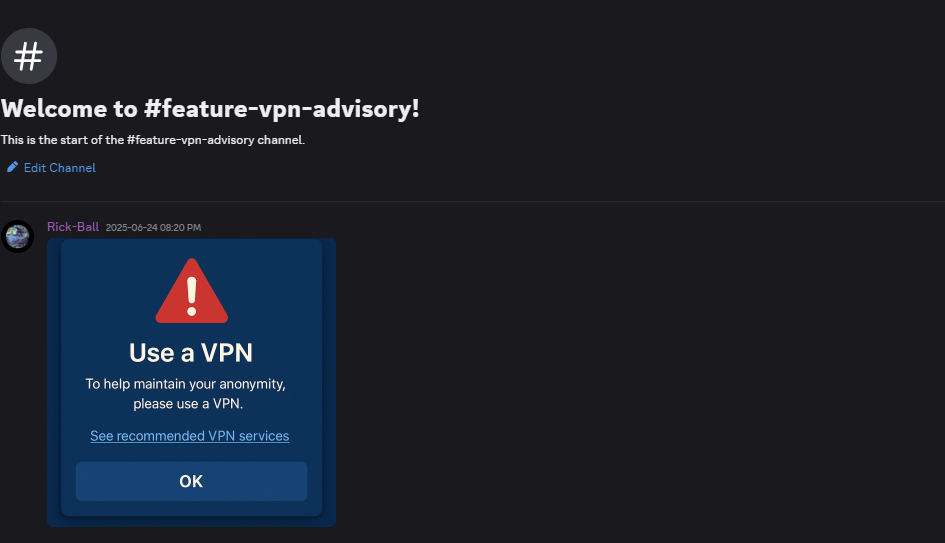 #
Welcome to #feature-vpn-advisory!
This is the start of the #feature-vpn-advisory channel.
Edit Channel
Rick-Ball 2025-06-24 08:20 PM
!
Use a VPN
To help maintain your anonymity,
please use a VPN.
See recommended VPN services
OK